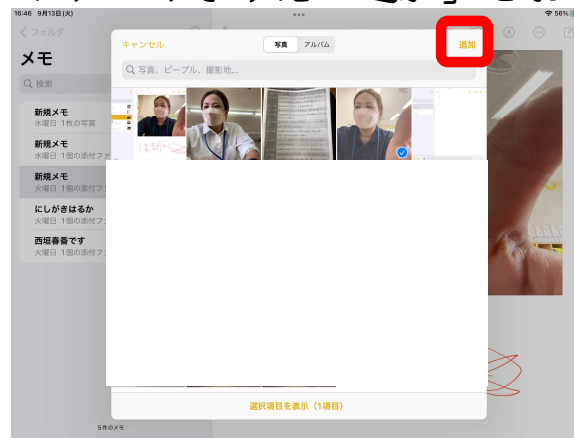 16:46 9月13日(火)
56%
フォルダ
メモ
検索
新規メモ
水曜日 1枚の写真
新規メモ
水曜日 1個の添付ファ
新規メモ
火曜日 1個の添付ファ
にしがきはるか
火曜日 1個の添付ファ
西垣春香です
火曜日 1個の添付ファ
6件のメモ
キャンセル
写真 アルバム
追加
写真、ピープル、撮影地...
選択項目を表示（1項目）